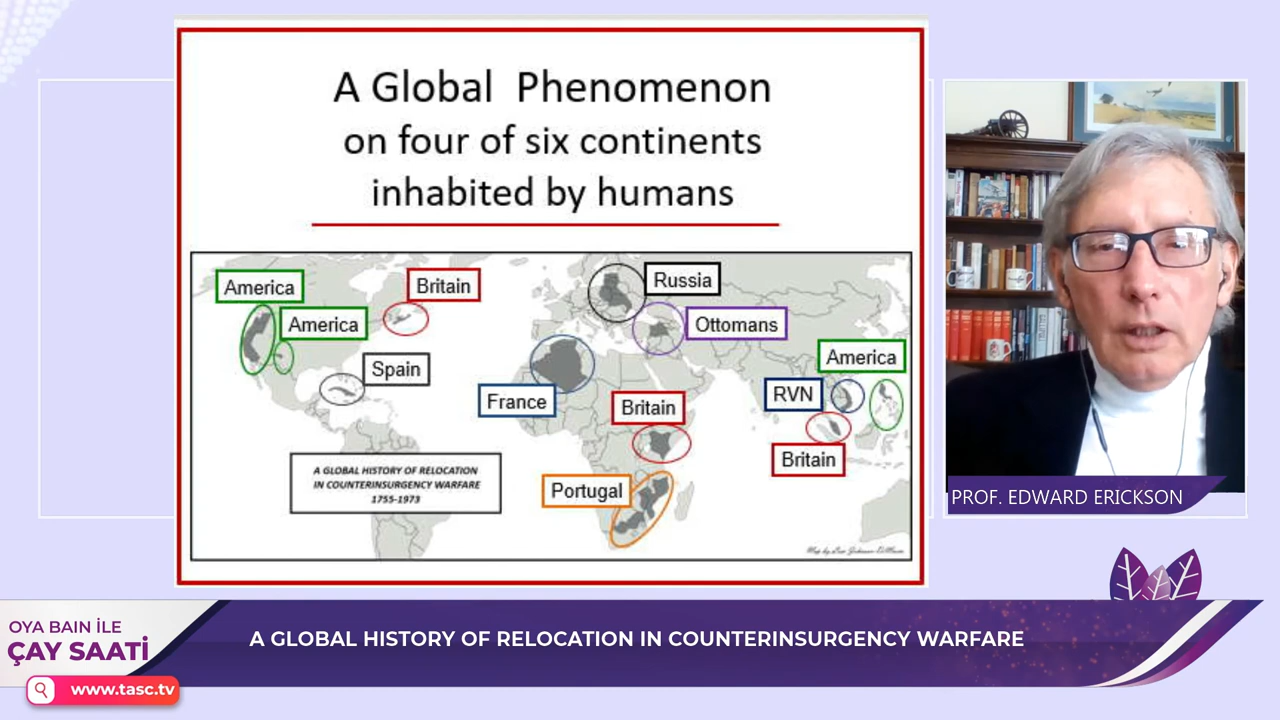 A Global Phenomenon
on four of six continents
inhabited by humans
America
Britain
America
Spain
Russia
Ottomans
America
France
Britain
RVN
Britain
Portugal
A GLOBAL HISTORY OF RELOCATION
IN COUNTERINSURGENCY WARFARE
1755-1973
Map by
PROF. EDWARD ERICKSON
OYA BAIN İLE
ÇAY SAATİ
A GLOBAL HISTORY OF RELOCATION IN COUNTERINSURGENCY WARFARE
www.tasc.tv